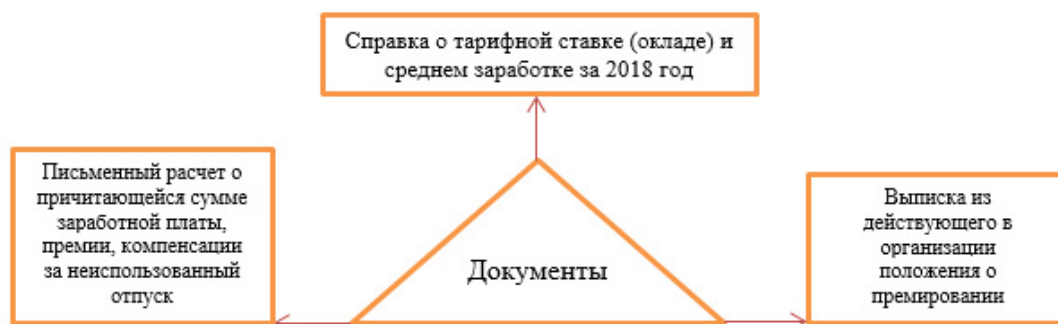 Справка о тарифной ставке (окладе) и
среднем заработке за 2018 год
Письменный расчет о
причитающейся сумме
заработной платы,
премии, компенсации
за неиспользованный
отпуск
Документы
Выписка из
действующего в
организации
положения о
премировании